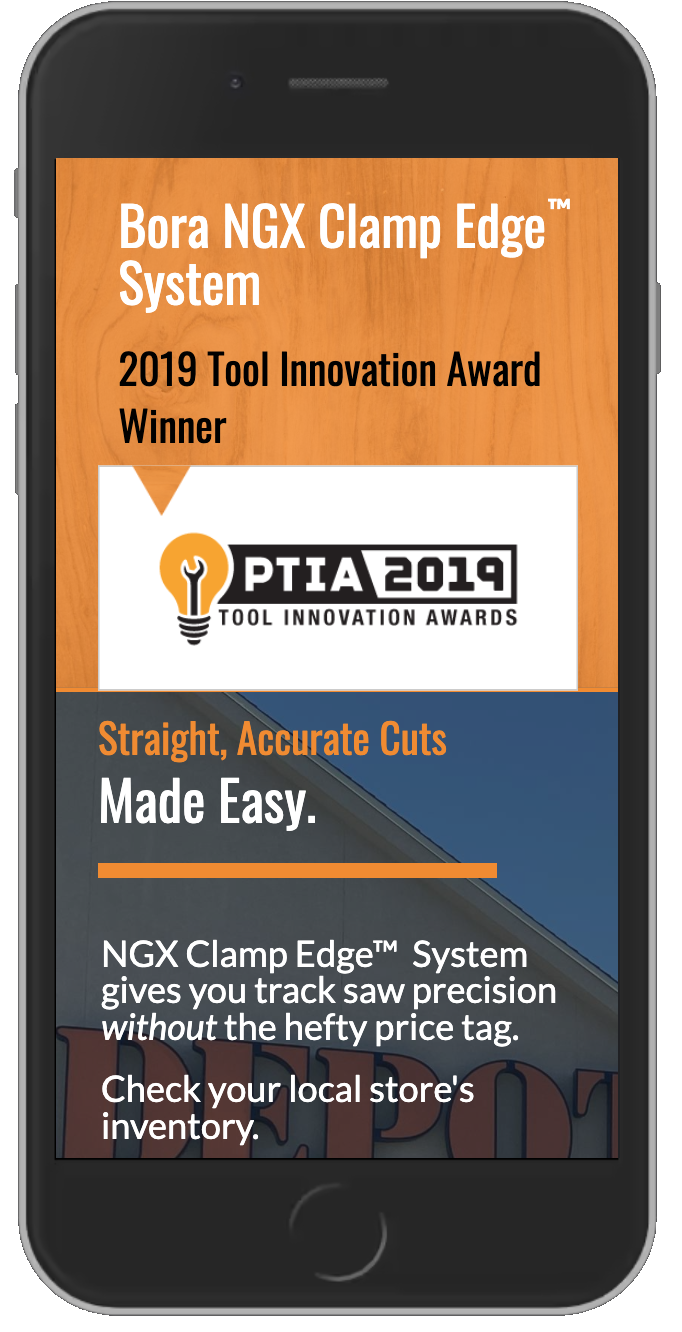 Bora NGX Clamp Edge™
System
2019 Tool Innovation Award
Winner
PTIA 2019
TOOL INNOVATION AWARDS
Straight, Accurate Cuts
Made Easy.
NGX Clamp Edge™ System
gives you track saw precision
without the hefty price tag.
DEPOT
Check your local store's
inventory.